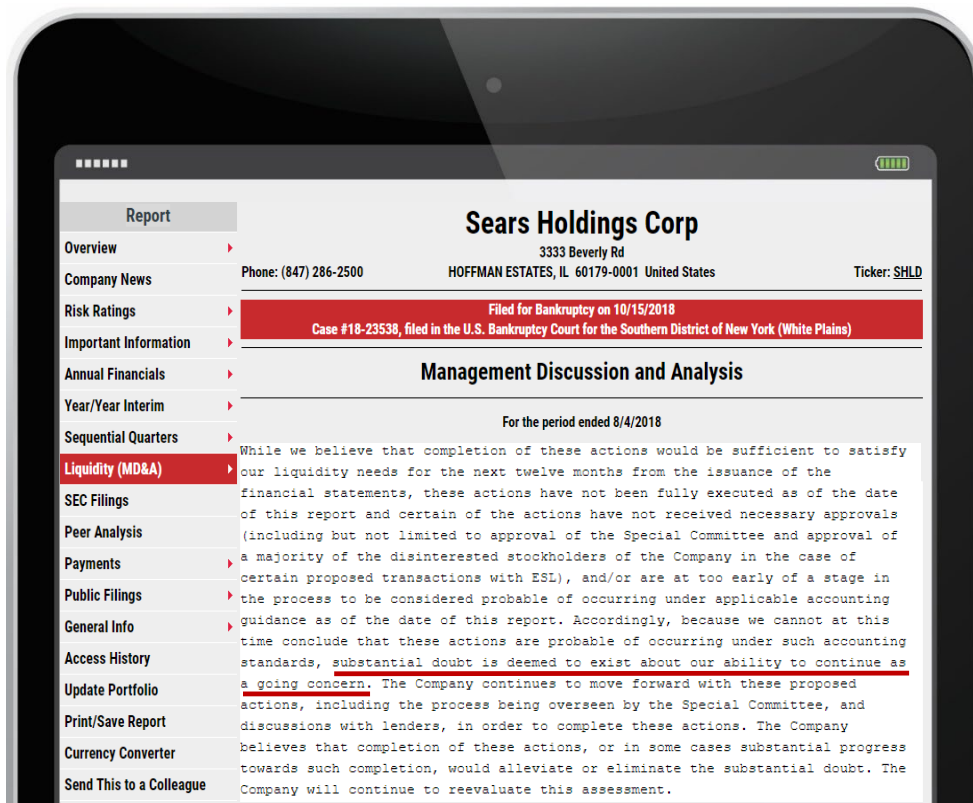 Report
Overview
Company News
Risk Ratings
Important Information
Annual Financials
Year/Year Interim
Sequential Quarters
Liquidity (MD&A)
SEC Filings
Peer Analysis
Payments
Public Filings
General Info
Access History
Update Portfolio
Print/Save Report
Currency Converter
Send This to a Colleague
Sears Holdings Corp
3333 Beverly Rd
Phone: (847) 286-2500 HOFFMAN ESTATES, IL 60179-0001 United States Ticker: SHLD
Filed for Bankruptcy on 10/15/2018
Case #18-23538, filed in the U.S. Bankruptcy Court for the Southern District of New York (White Plains)
Management Discussion and Analysis
For the period ended 8/4/2018
While we believe that completion of these actions would be sufficient to satisfy
our liquidity needs for the next twelve months from the issuance of the
financial statements, these actions have not been fully executed as of the date
of this report and certain of the actions have not received necessary approvals
(including but not limited to approval of the Special Committee and approval of
a majority of the disinterested stockholders of the Company in the case of
certain proposed transactions with ESL), and/or are at too early of a stage in
the process to be considered probable of occurring under applicable accounting
guidance as of the date of this report. Accordingly, because we cannot at this
time conclude that these actions are probable of occurring under such accounting
standards, substantial doubt is deemed to exist about our ability to continue as
a going concern. The Company continues to move forward with these proposed
actions, including the process being overseen by the Special Committee, and
discussions with lenders, in order to complete these actions. The Company
believes that completion of these actions, or in some cases substantial progress
towards such completion, would alleviate or eliminate the substantial doubt. The
Company will continue to reevaluate this assessment.